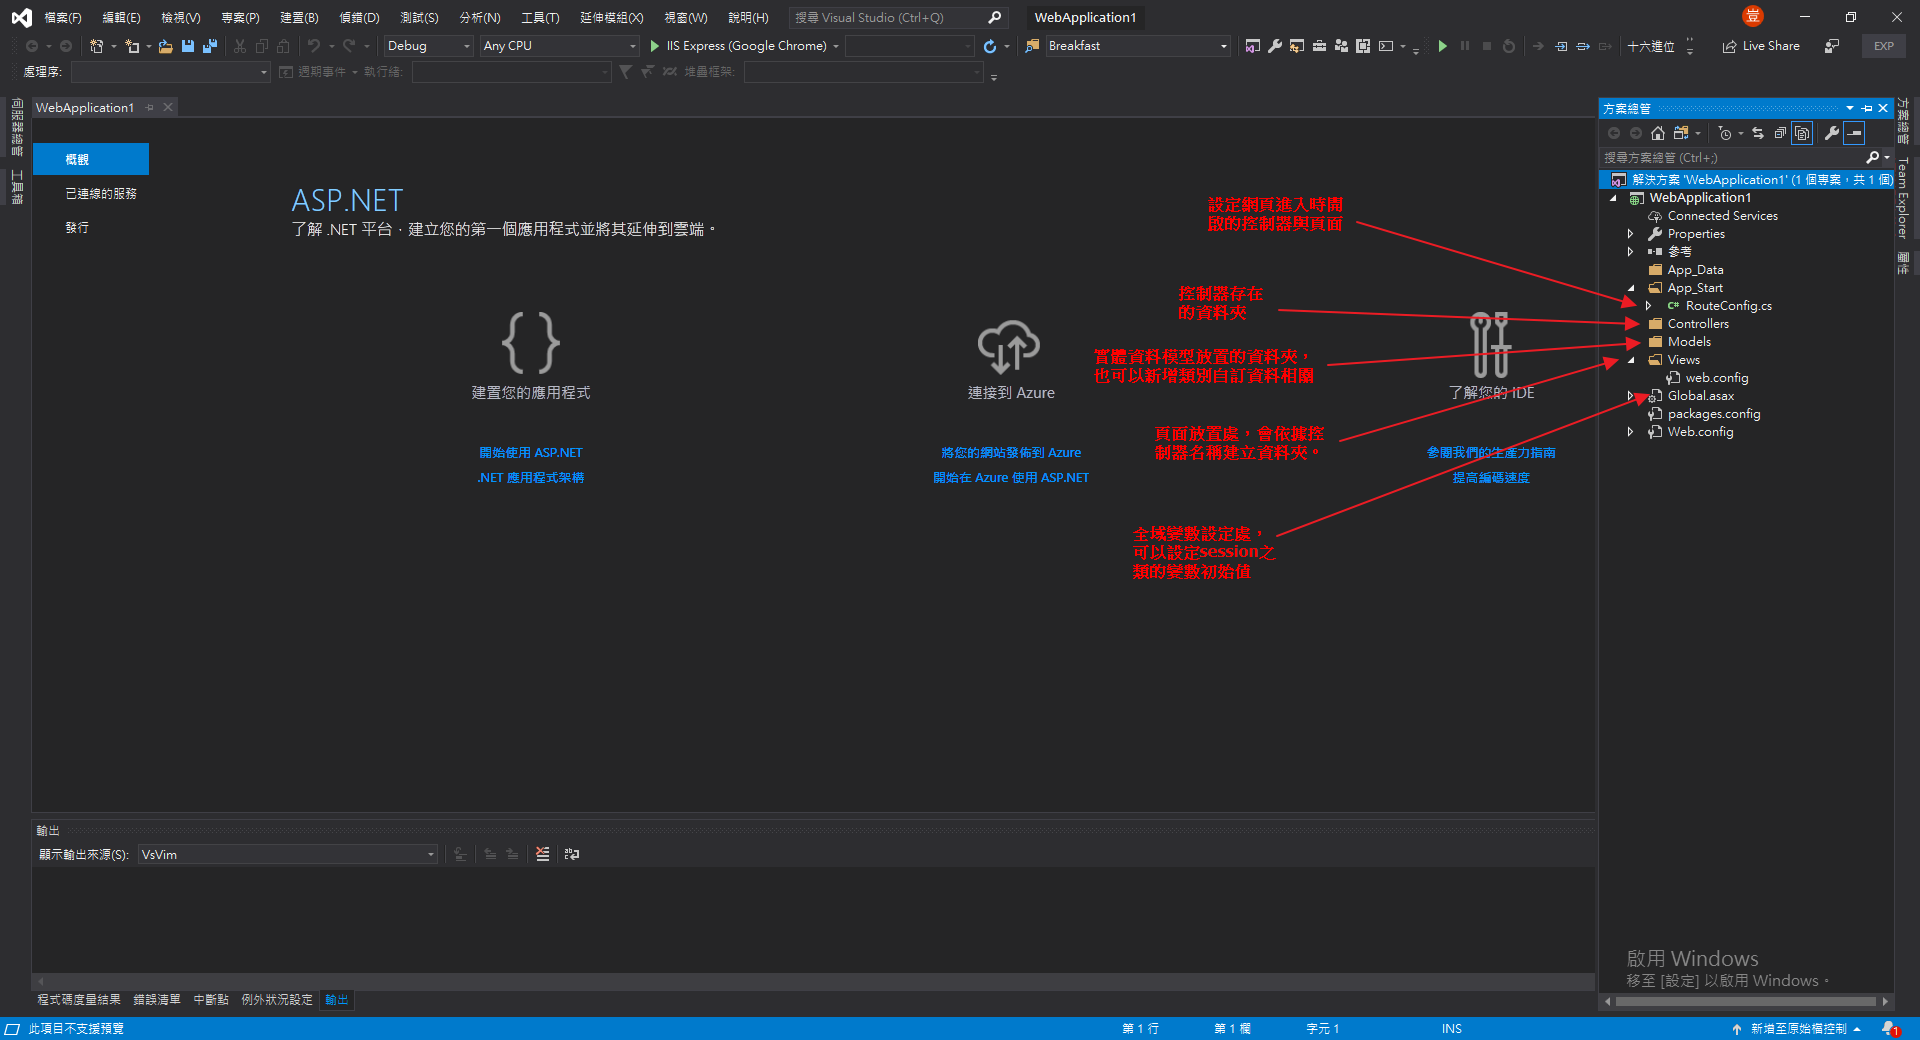 檔案(F) 編輯(E) 檢視(V) 專案(P) 建置(B) 偵錯(D) 測試(S) 分析(N) 工具(T) 延伸模組(X) 視窗(W) 說明(H) 搜尋 Visual Studio (Ctrl+Q) WebApplication1 豈
Debug Any CPU IIS Express (Google Chrome) Breakfast 十六進位 Live Share EXP
處理序: 週期事件 執行緒: 堆疊框架:
伺服器總管
工具箱
WebApplication1
概觀
已連線的服務
發行
ASP.NET
了解 .NET 平台、建立您的第一個應用程式並將其延伸到雲端。
建置您的應用程式
開始使用 ASP.NET
.NET 應用程式架構
連接到 Azure
將您的網站發佈到 Azure
開始在 Azure 使用 ASP.NET
了解您的 IDE
參閱我們的生產力指南
提高編碼速度
設定網頁進入時開
啟的控制器與頁面
控制器存在
的資料夾
實體資料模型放置的資料夾，
也可以新增類別自訂資料相關
頁面放置處，會依據控
制器名稱建立資料夾。
全域變數設定處，
可以設定session之
類的變數初始值
方案總管
搜尋方案總管 (Ctrl+;)
解決方案 'WebApplication1' (1 個專案，共 1 個)
WebApplication1
Connected Services
Properties
參考
App_Data
App_Start
C# RouteConfig.cs
Controllers
Models
Views
web.config
Global.asax
packages.config
Web.config
方案總管
Team Explorer
屬性
輸出
顯示輸出來源(S): VsVim
程式碼度量結果 錯誤清單 中斷點 例外狀況設定 輸出
啟用 Windows
移至 [設定] 以啟用 Windows。
此項目不支援預覽 第 1 行 第 1 欄 字元 1 INS 新增至原始檔控制 1